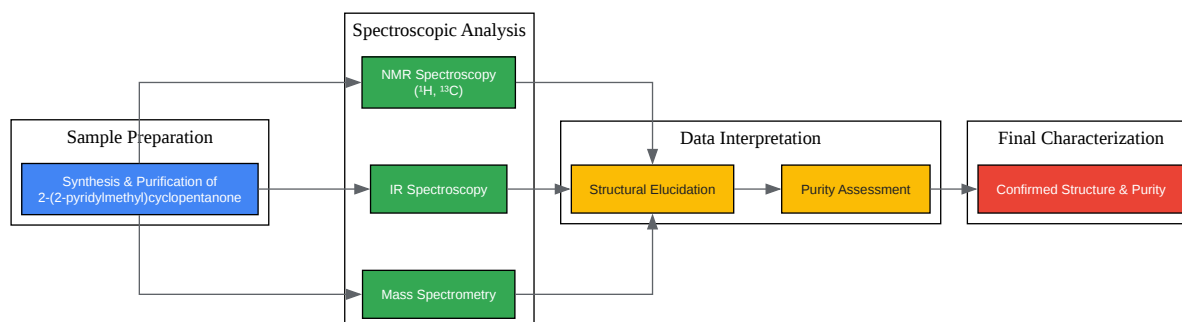 Spectroscopic Analysis
NMR Spectroscopy
(¹H, ¹³C)
Sample Preparation
Data Interpretation
Final Characterization
Synthesis & Purification of
2-(2-pyridylmethyl)cyclopentanone
IR Spectroscopy
Structural Elucidation
Purity Assessment
Confirmed Structure & Purity
Mass Spectrometry